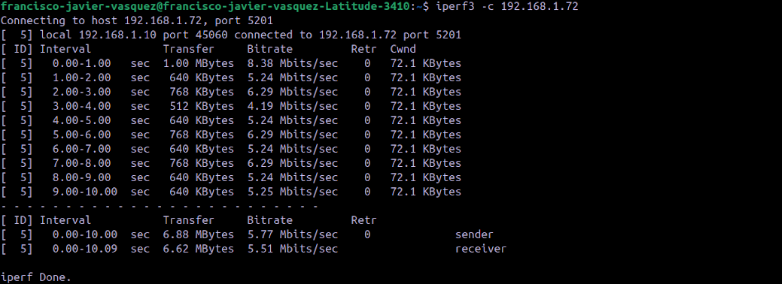 francisco-javier-vasquez@francisco-javier-vasquez-Latitude-3410:~$ iperf3 -c 192.168.1.72
Connecting to host 192.168.1.72, port 5201
[  5] local 192.168.1.10 port 45060 connected to 192.168.1.72 port 5201
[ ID] Interval           Transfer     Bitrate         Retr  Cwnd
[  5]   0.00-1.00   sec  1.00 MBytes  8.38 Mbits/sec    0   72.1 KBytes
[  5]   1.00-2.00   sec   640 KBytes  5.24 Mbits/sec    0   72.1 KBytes
[  5]   2.00-3.00   sec   768 KBytes  6.29 Mbits/sec    0   72.1 KBytes
[  5]   3.00-4.00   sec   512 KBytes  4.19 Mbits/sec    0   72.1 KBytes
[  5]   4.00-5.00   sec   640 KBytes  5.24 Mbits/sec    0   72.1 KBytes
[  5]   5.00-6.00   sec   768 KBytes  6.29 Mbits/sec    0   72.1 KBytes
[  5]   6.00-7.00   sec   640 KBytes  5.24 Mbits/sec    0   72.1 KBytes
[  5]   7.00-8.00   sec   768 KBytes  6.29 Mbits/sec    0   72.1 KBytes
[  5]   8.00-9.00   sec   640 KBytes  5.24 Mbits/sec    0   72.1 KBytes
[  5]   9.00-10.00  sec   640 KBytes  5.25 Mbits/sec    0   72.1 KBytes
- - - - - - - - - - - - - - - - - - - - - - - - -
[ ID] Interval           Transfer     Bitrate         Retr
[  5]   0.00-10.00  sec  6.88 MBytes  5.77 Mbits/sec    0             sender
[  5]   0.00-10.09  sec  6.62 MBytes  5.51 Mbits/sec                  receiver
iperf Done.